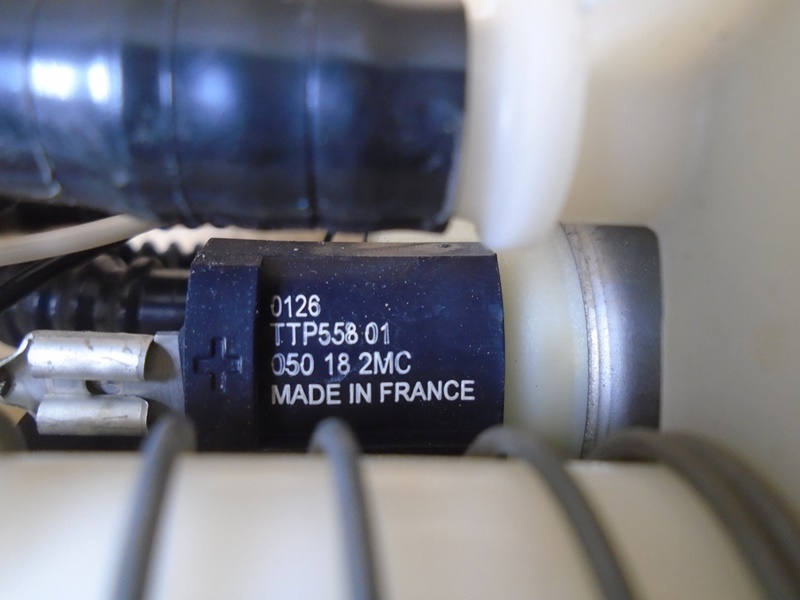 0126
TTP558 01
050 18 2MC
MADE IN FRANCE
+